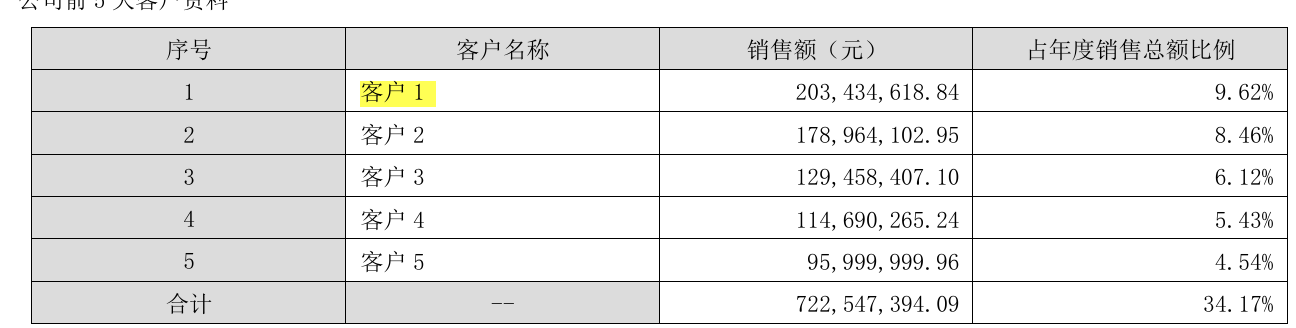 公司前 5 大客户资料
序号 客户名称 销售额（元） 占年度销售总额比例
1 客户 1 203,434,618.84 9.62%
2 客户 2 178,964,102.95 8.46%
3 客户 3 129,458,407.10 6.12%
4 客户 4 114,690,265.24 5.43%
5 客户 5 95,999,999.96 4.54%
合计 -- 722,547,394.09 34.17%